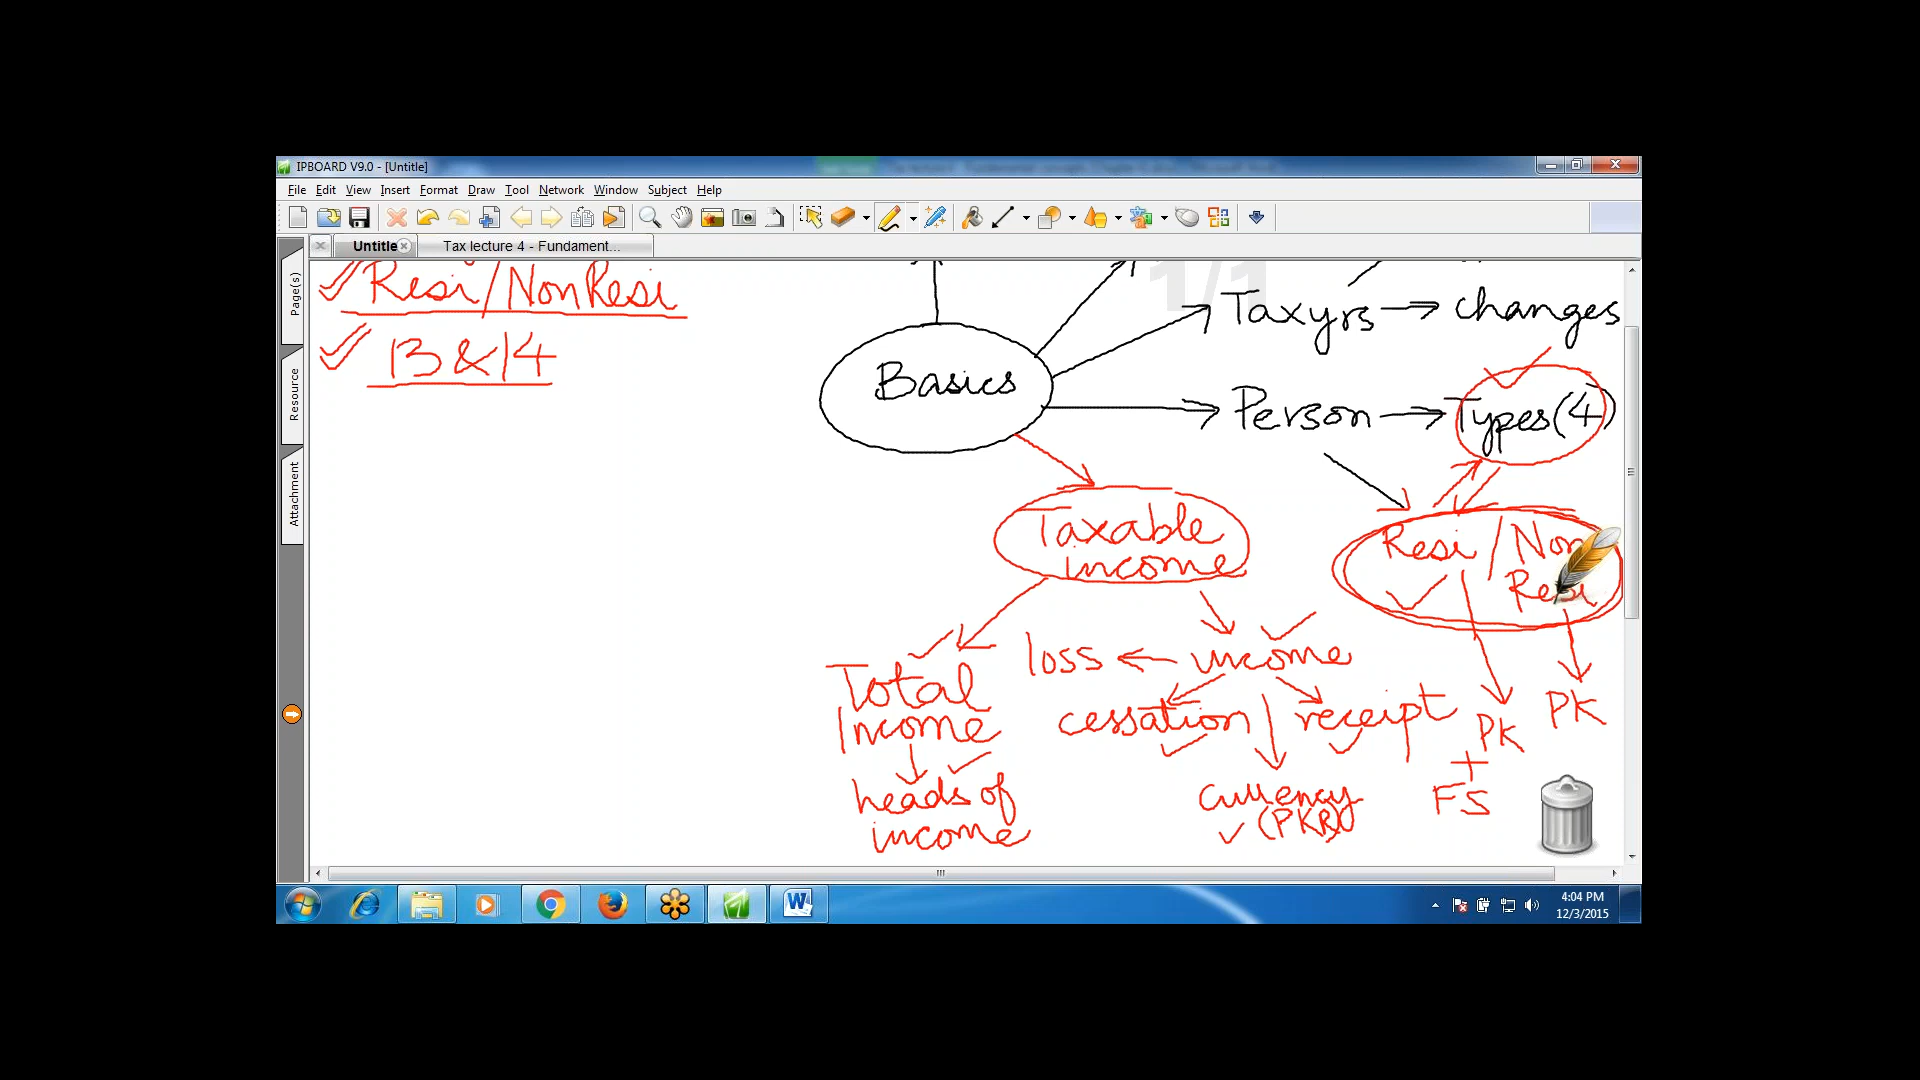 IPBOARD V9.0 - [Untitle]
File Edit View Insert Format Draw Tool Network Window Subject Help
Untitle
Tax lecture 4 - Fundament...
Page(s)
Resource
Attachment
1/1
Resi/NonResi
13 & 14
Basics
Taxyrs → changes
Person → Types (4)
Taxable
income
Resi / Non
Resi
loss ← income
Total
Income
cessation
receipt
PK
PK
+
FS
heads of
income
currency
(PKR)
4:04 PM
12/3/2015